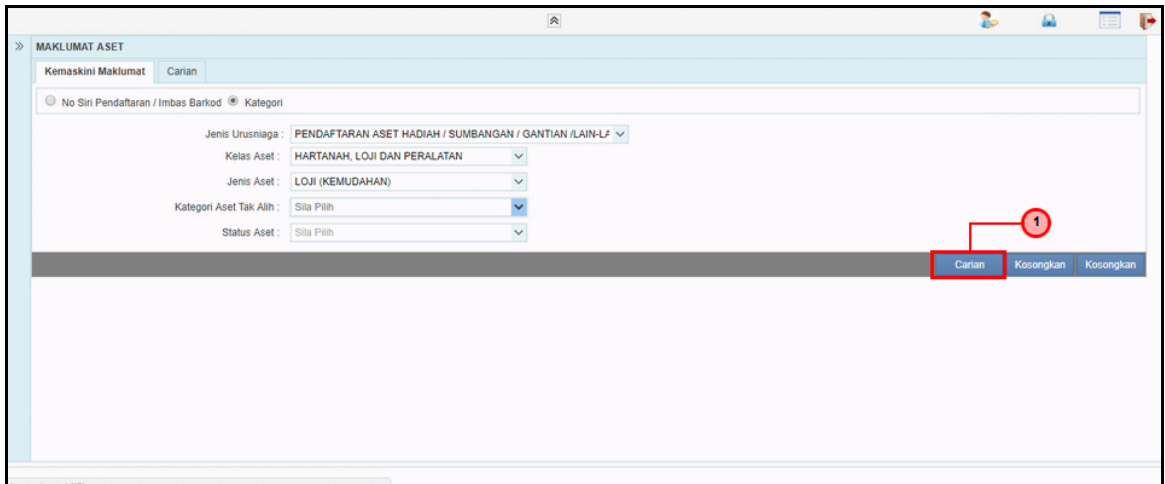 MAKLUMAT ASET
Kemaskini Maklumat Carian
No Siri Pendaftaran / Imbas Barkod Kategori
Jenis Urusniaga : PENDAFTARAN ASET HADIAH / SUMBANGAN / GANTIAN /LAIN-LA
Kelas Aset : HARTANAH, LOJI DAN PERALATAN
Jenis Aset : LOJI (KEMUDAHAN)
Kategori Aset Tak Alih : Sila Pilih
Status Aset : Sila Pilih
1
Carian Kosongkan Kosongkan